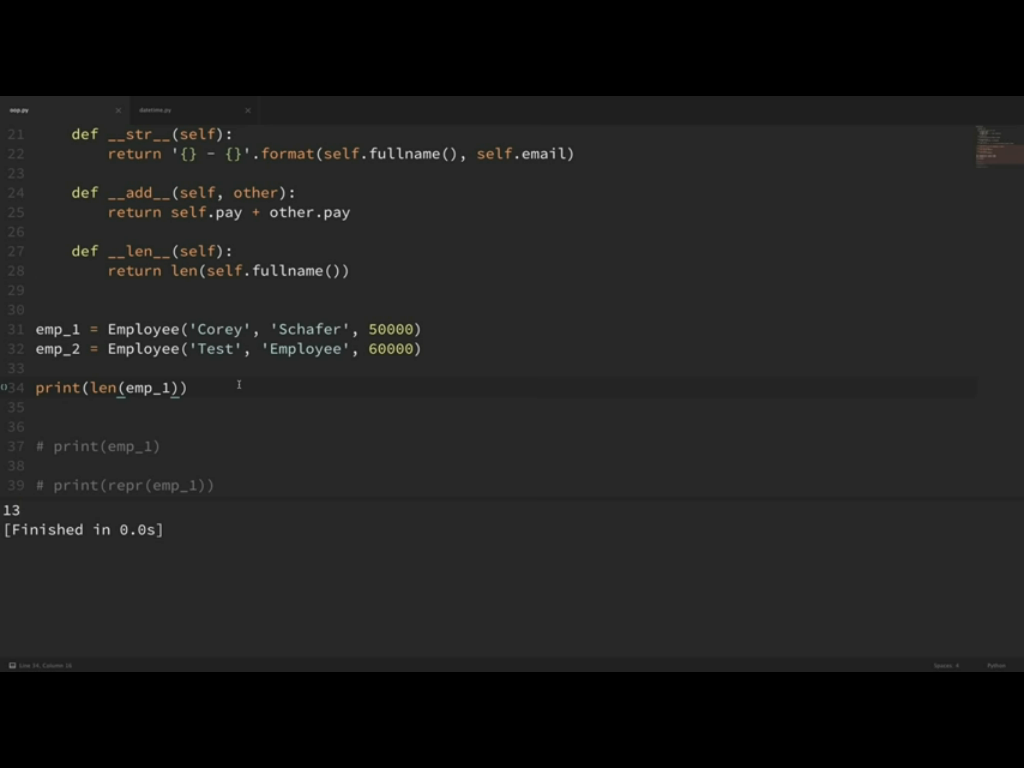 oop.py × datetime.py ×
21 def __str__(self):
22 return '{} - {}'.format(self.fullname(), self.email)
23
24 def __add__(self, other):
25 return self.pay + other.pay
26
27 def __len__(self):
28 return len(self.fullname())
29
30
31 emp_1 = Employee('Corey', 'Schafer', 50000)
32 emp_2 = Employee('Test', 'Employee', 60000)
33
34 print(len(emp_1))
35
36
37 # print(emp_1)
38
39 # print(repr(emp_1))
13
[Finished in 0.0s]
Line 34, Column 16 Spaces: 4 Python